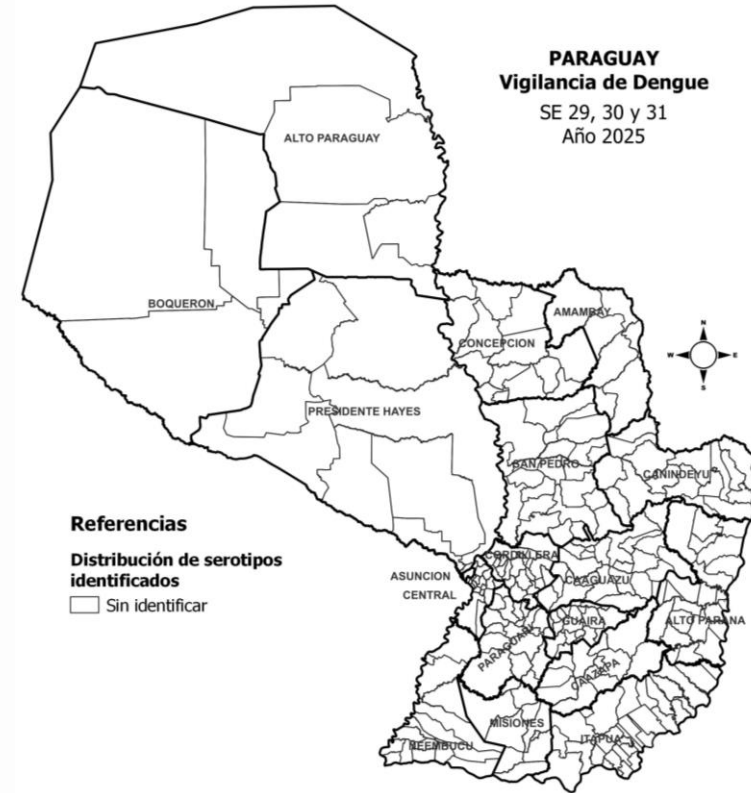 PARAGUAY
Vigilancia de Dengue
SE 29, 30 y 31
Año 2025
ALTO PARAGUAY
BOQUERON
AMAMBAY
CONCEPCION
N
W E
S
PRESIDENTE HAYES
SAN PEDRO
CANINDEYU
Referencias
Distribución de serotipos
identificados
Sin identificar
CORDILLERA
ASUNCION
CAAGUAZU
CENTRAL
GUAIRA
ALTO PARANA
PARAGUARI
CAAZAPA
MISIONES
ITAPUA
ÑEEMBUCU